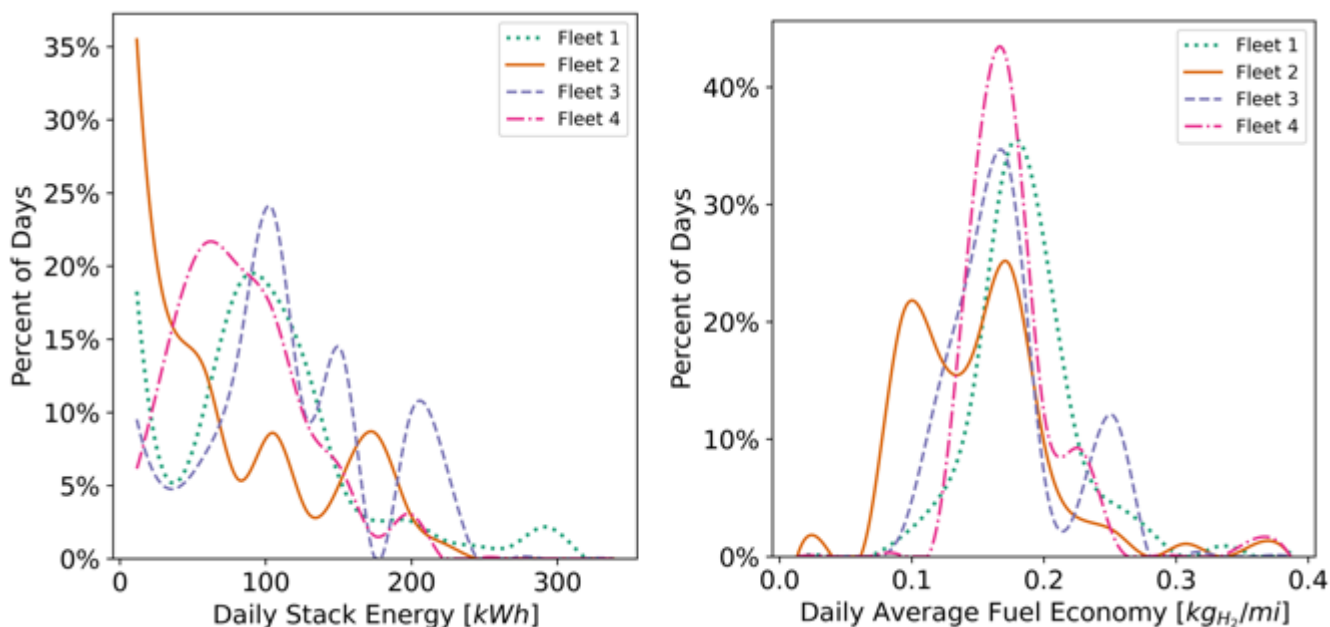 35%
30%
25%
20%
15%
10%
5%
0%
Percent of Days
0
100
200
300
Daily Stack Energy [kWh]
Fleet 1
Fleet 2
Fleet 3
Fleet 4
40%
30%
20%
10%
0%
Percent of Days
0.0
0.1
0.2
0.3
0.4
Daily Average Fuel Economy [kg_{H_2}/mi]
Fleet 1
Fleet 2
Fleet 3
Fleet 4